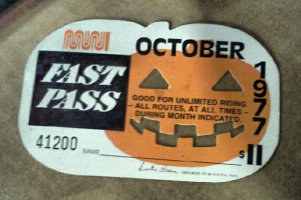 muni
OCTOBER
FAST
PASS
1977
GOOD FOR UNLIMITED RIDING
- ALL ROUTES, AT ALL TIMES -
DURING MONTH INDICATED.
41200
NAME
$11